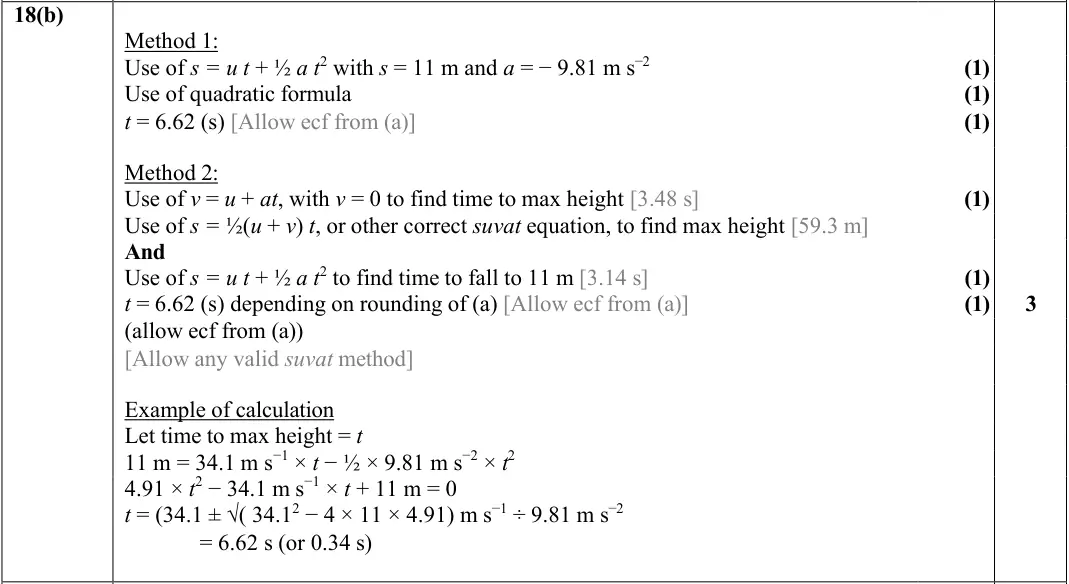 18(b)
Method 1:
Use of s = u t + ½ a t² with s = 11 m and a = − 9.81 m s⁻² (1)
Use of quadratic formula (1)
t = 6.62 (s) [Allow ecf from (a)] (1)
Method 2:
Use of v = u + at, with v = 0 to find time to max height [3.48 s] (1)
Use of s = ½(u + v) t, or other correct suvat equation, to find max height [59.3 m]
And
Use of s = u t + ½ a t² to find time to fall to 11 m [3.14 s] (1)
t = 6.62 (s) depending on rounding of (a) [Allow ecf from (a)] (1) 3
(allow ecf from (a))
[Allow any valid suvat method]
Example of calculation
Let time to max height = t
11 m = 34.1 m s⁻¹ × t − ½ × 9.81 m s⁻² × t²
4.91 × t² − 34.1 m s⁻¹ × t + 11 m = 0
t = (34.1 ± √( 34.1² − 4 × 11 × 4.91) m s⁻¹ ÷ 9.81 m s⁻²
= 6.62 s (or 0.34 s)